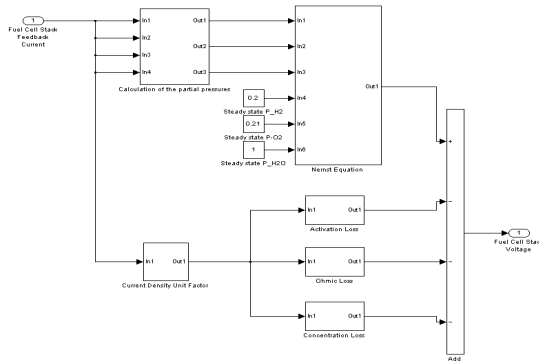 1
Fuel Cell Stack
Feedback
Current
In1
In2
In3
In4
Out1
Out2
Out3
Calculation of the partial pressures
In1
In2
In3
In4
In5
In6
Out1
0.2
Steady state P_H2
0.21
Steady state P-O2
1
Steady state P_H2O
Nernst Equation
In1
Out1
Activation Loss
In1
Out1
Current Density Unit Factor
In1
Out1
Ohmic Loss
In1
Out1
Concentration Loss
+
−
−
−
Add
1
Fuel Cell Stac
Voltage